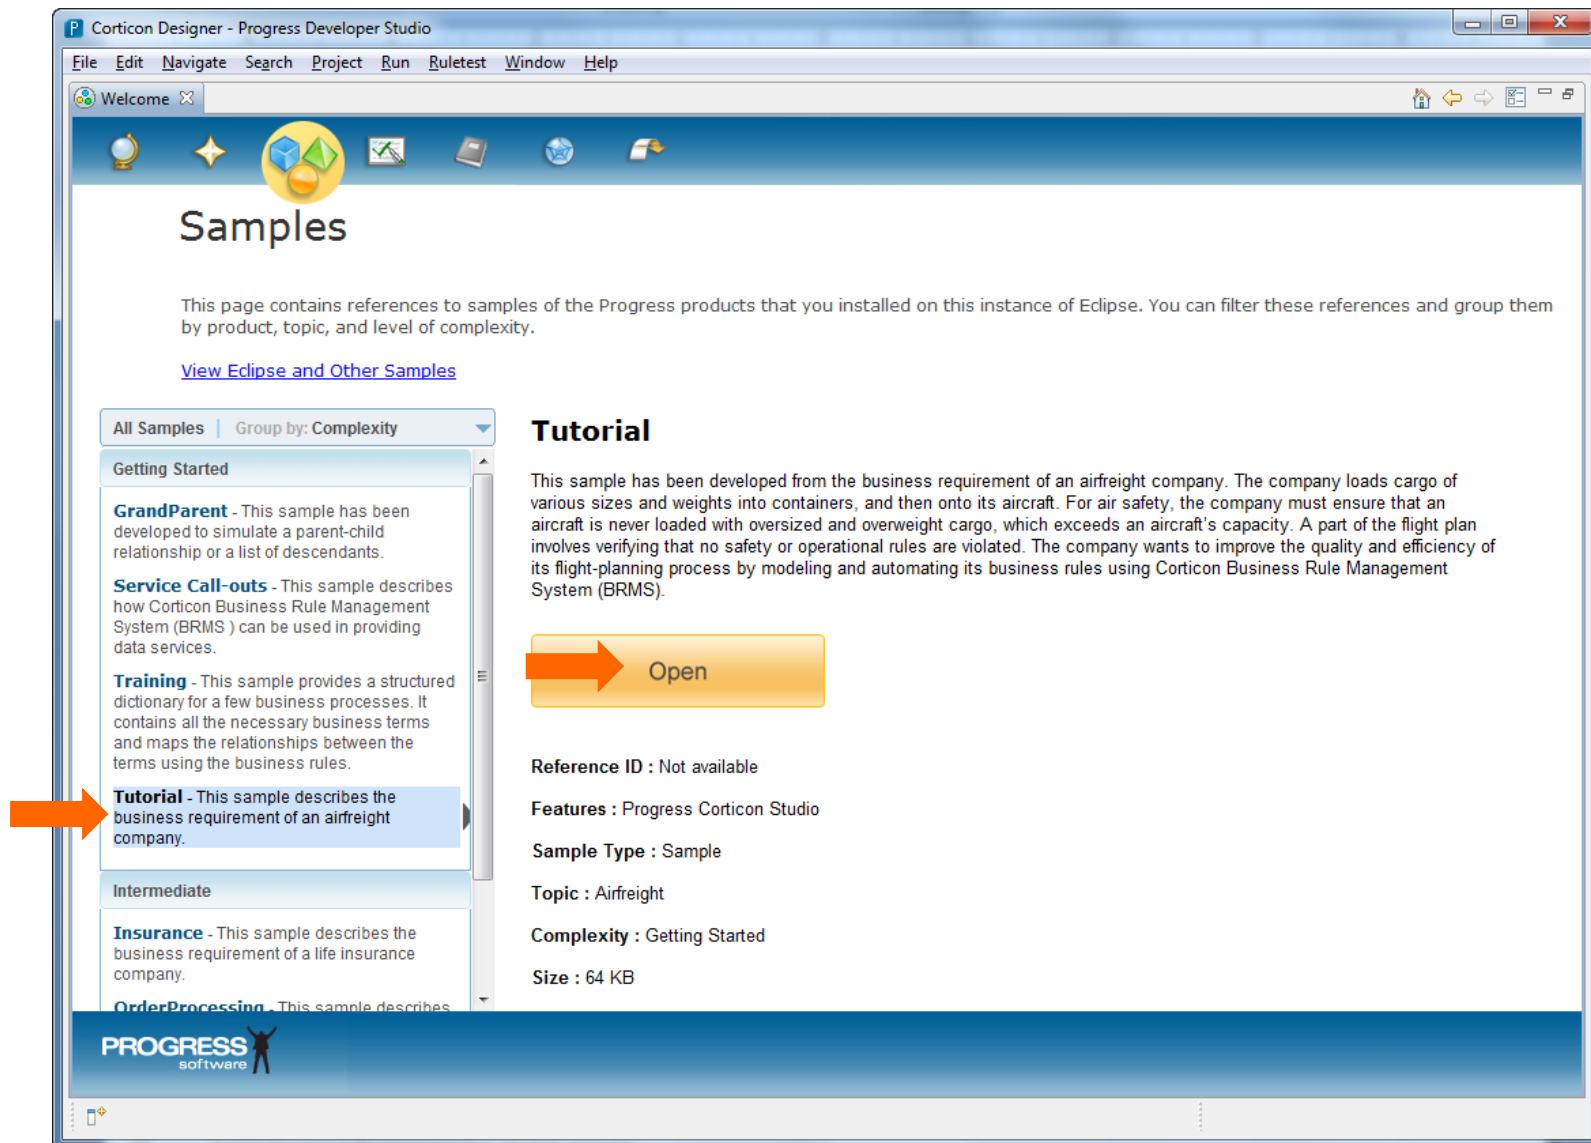 Corticon Designer - Progress Developer Studio
File Edit Navigate Search Project Run Ruletest Window Help
Welcome
Samples
This page contains references to samples of the Progress products that you installed on this instance of Eclipse. You can filter these references and group them
by product, topic, and level of complexity.
View Eclipse and Other Samples
All Samples | Group by: Complexity
Getting Started
GrandParent - This sample has been
developed to simulate a parent-child
relationship or a list of descendants.
Service Call-outs - This sample describes
how Corticon Business Rule Management
System (BRMS ) can be used in providing
data services.
Training - This sample provides a structured
dictionary for a few business processes. It
contains all the necessary business terms
and maps the relationships between the
terms using the business rules.
Tutorial - This sample describes the
business requirement of an airfreight
company.
Intermediate
Insurance - This sample describes the
business requirement of a life insurance
company.
OrderProcessing - This sample describes
Tutorial
This sample has been developed from the business requirement of an airfreight company. The company loads cargo of
various sizes and weights into containers, and then onto its aircraft. For air safety, the company must ensure that an
aircraft is never loaded with oversized and overweight cargo, which exceeds an aircraft's capacity. A part of the flight plan
involves verifying that no safety or operational rules are violated. The company wants to improve the quality and efficiency of
its flight-planning process by modeling and automating its business rules using Corticon Business Rule Management
System (BRMS).
Open
Reference ID : Not available
Features : Progress Corticon Studio
Sample Type : Sample
Topic : Airfreight
Complexity : Getting Started
Size : 64 KB
PROGRESS
software